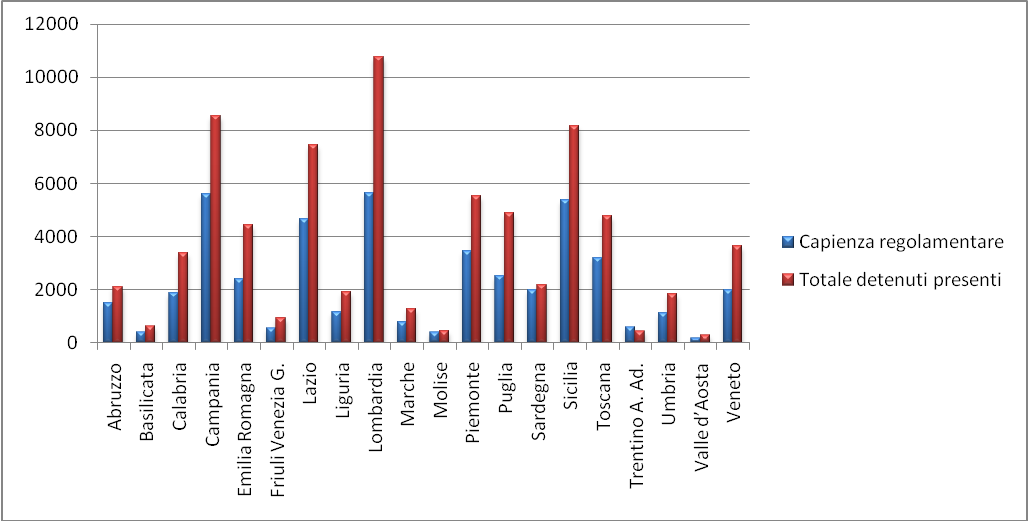 12000
10000
8000
6000
4000
2000
0
Abruzzo
Basilicata
Calabria
Campania
Emilia Romagna
Friuli Venezia G.
Lazio
Liguria
Lombardia
Marche
Molise
Piemonte
Puglia
Sardegna
Sicilia
Toscana
Trentino A. Ad.
Umbria
Valle d'Aosta
Veneto
Capienza regolamentare
Totale detenuti presenti